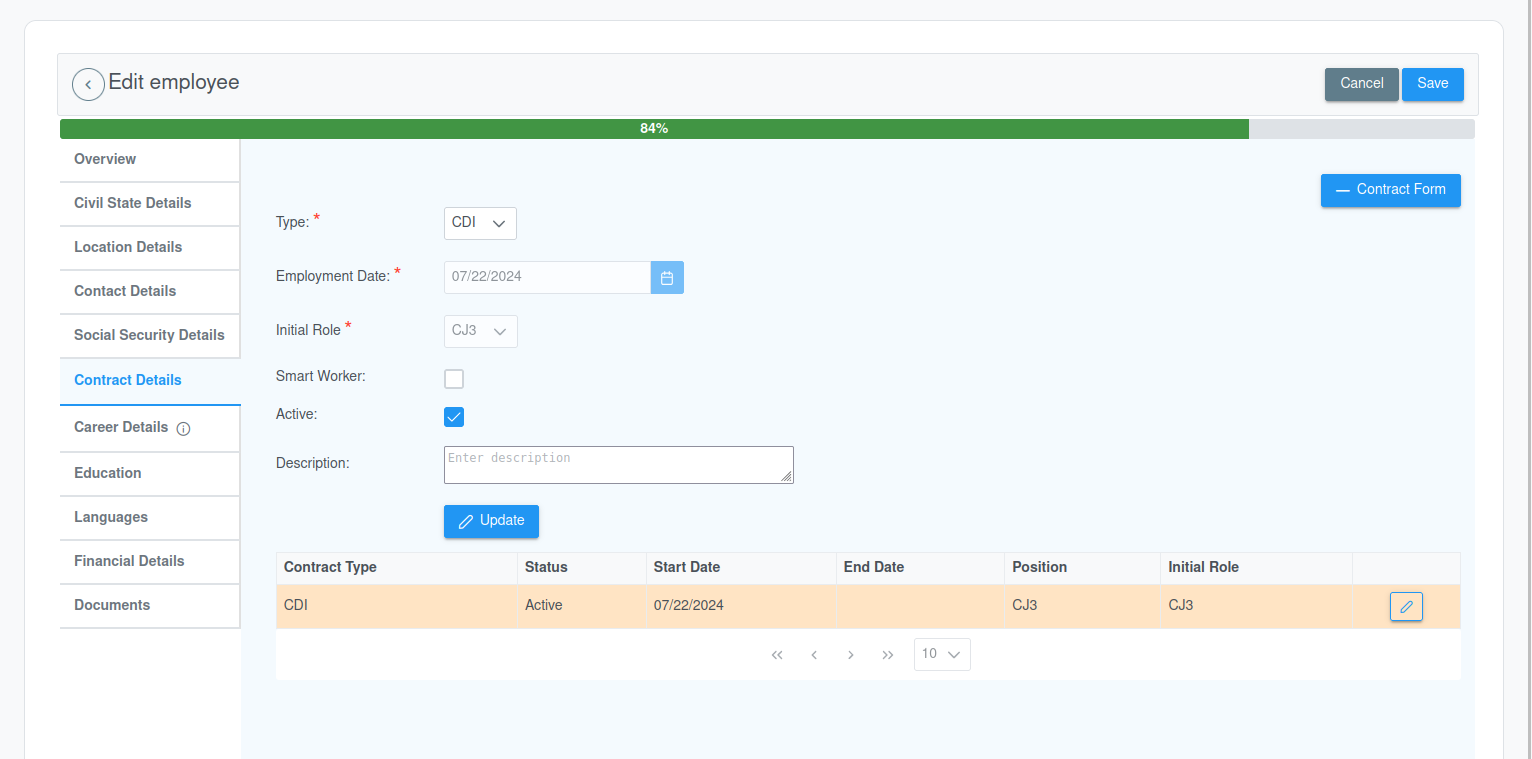 Edit employee
Cancel Save
84%
Overview
Civil State Details
Location Details
Contact Details
Social Security Details
Contract Details
Career Details
Education
Languages
Financial Details
Documents
Contract Form
Type: * CDI
Employment Date: * 07/22/2024
Initial Role * CJ3
Smart Worker:
Active:
Description: Enter description
Update
Contract Type Status Start Date End Date Position Initial Role
CDI Active 07/22/2024 CJ3 CJ3
10